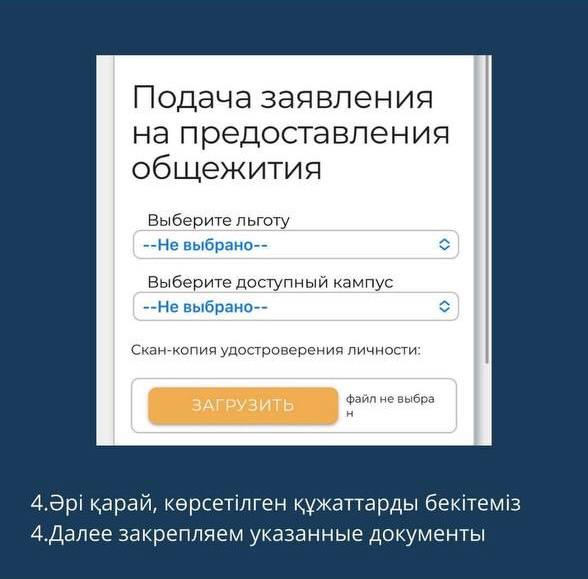 Подача заявления
на предоставления
общежития
Выберите льготу
--Не выбрано--
Выберите доступный кампус
--Не выбрано--
Скан-копия удостроверения личности:
ЗАГРУЗИТЬ
файл не выбра
н
4.Әрі қарай, көрсетілген құжаттарды бекітеміз
4.Далее закрепляем указанные документы